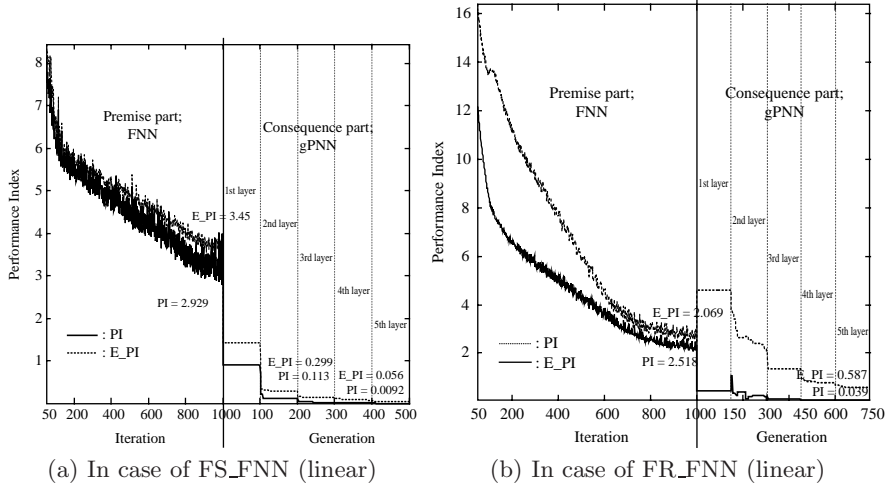 Performance Index
8
7
6
5
4
3
2
1
Premise part;
FNN
Consequence part;
gPNN
1st layer
2nd layer
3rd layer
4th layer
5th layer
E_PI = 3.45
PI = 2.929
: PI
: E_PI
E_PI = 0.299
PI = 0.113
E_PI = 0.056
PI = 0.0092
50 200 400 600 800 1000 100 200 300 400 500
Iteration Generation
(a) In case of FS_FNN (linear)
Performance Index
16
14
12
10
8
6
4
2
Premise part;
FNN
Consequence part;
gPNN
1st layer
2nd layer
3rd layer
4th layer
5th layer
E_PI = 2.069
PI = 2.518
: PI
: E_PI
E_PI = 0.587
PI = 0.039
50 200 400 600 800 1000 150 300 450 600 750
Iteration Generation
(b) In case of FR_FNN (linear)